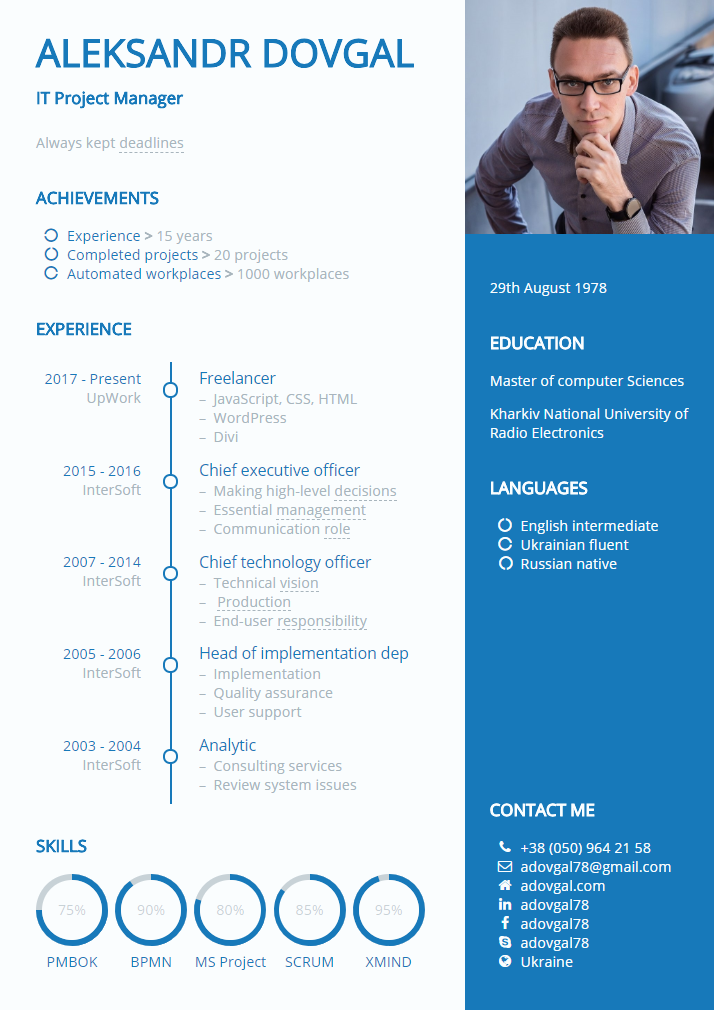 ALEKSANDR DOVGAL
IT Project Manager
Always kept deadlines
ACHIEVEMENTS
Experience > 15 years
Completed projects > 20 projects
Automated workplaces > 1000 workplaces
EXPERIENCE
2017 - Present
UpWork
Freelancer
– JavaScript, CSS, HTML
– WordPress
– Divi
2015 - 2016
InterSoft
Chief executive officer
– Making high-level decisions
– Essential management
– Communication role
2007 - 2014
InterSoft
Chief technology officer
– Technical vision
– Production
– End-user responsibility
2005 - 2006
InterSoft
Head of implementation dep
– Implementation
– Quality assurance
– User support
2003 - 2004
InterSoft
Analytic
– Consulting services
– Review system issues
SKILLS
75% 90% 80% 85% 95%
PMBOK BPMN MS Project SCRUM XMIND
29th August 1978
EDUCATION
Master of computer Sciences
Kharkiv National University of
Radio Electronics
LANGUAGES
English intermediate
Ukrainian fluent
Russian native
CONTACT ME
+38 (050) 964 21 58
adovgal78@gmail.com
adovgal.com
adovgal78
adovgal78
adovgal78
Ukraine